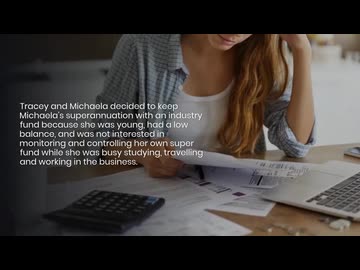 Tracey and Michaela decided to keep
Michaela's superannuation with an industry
fund because she was young, had a low
balance, and was not interested in
monitoring and controlling her own super
fund while she was busy studying, travelling
and working in the business.